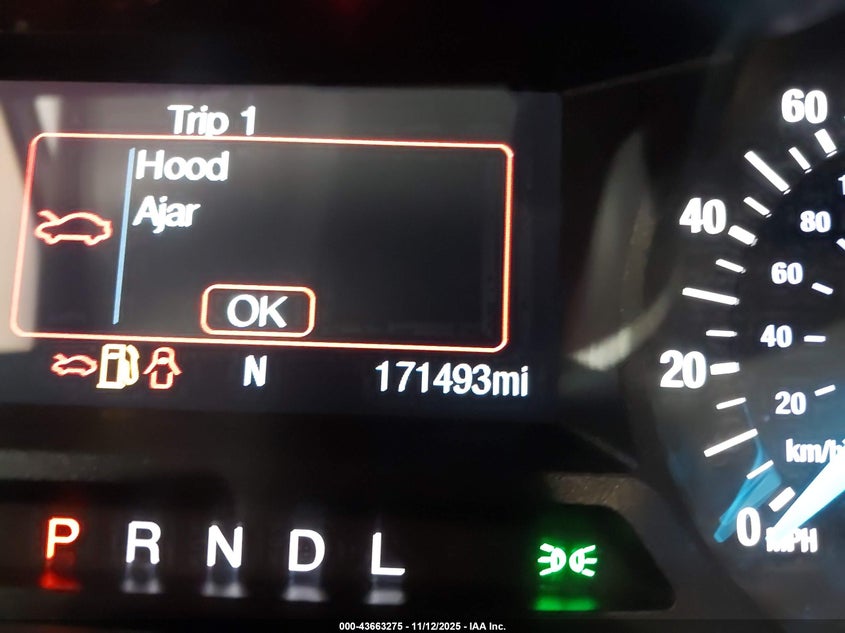 Trip 1
Hood
Ajar
OK
N 171493mi
P R N D L
60
40
20
0 MPH
80
60
40
20
km/h
000-43663275 - 11/12/2025 - IAA Inc.